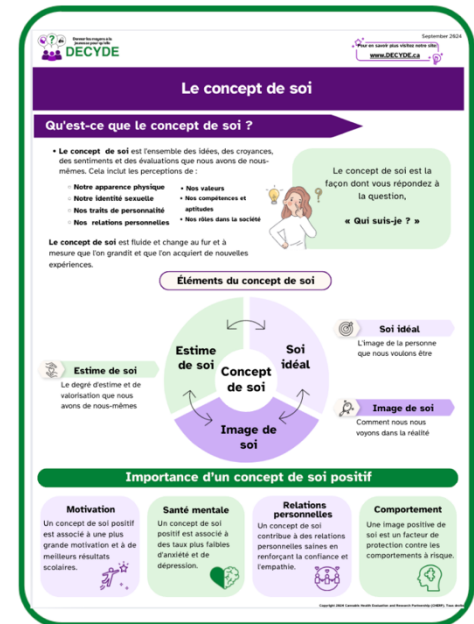 September 2024
Donner les moyens à la
jeunesse pour qu'elle
DECYDE
Pour en savoir plus visitez notre site:
www.DECYDE.ca
Le concept de soi
Qu'est-ce que le concept de soi ?
• Le concept de soi est l'ensemble des idées, des croyances,
des sentiments et des évaluations que nous avons de nous-
mêmes. Cela inclut les perceptions de :
Notre apparence physique
Notre identité sexuelle
Nos traits de personnalité
Nos relations personnelles
• Nos valeurs
• Nos compétences et
aptitudes
• Nos rôles dans la société
Le concept de soi est la
façon dont vous répondez à
la question,
« Qui suis-je ? »
Le concept de soi est fluide et change au fur et à
mesure que l'on grandit et que l'on acquiert de nouvelles
expériences.
Éléments du concept de soi
Estime
de soi
Soi
idéal
Concept
de soi
Image de
soi
Soi idéal
L'image de la personne
que nous voulons être
Estime de soi
Le degré d'estime et de
valorisation que nous
avons de nous-mêmes
Image de soi
Comment nous nous
voyons dans la réalité
Importance d'un concept de soi positif
Motivation
Un concept de soi positif
est associé à une plus
grande motivation et à de
meilleurs résultats
scolaires.
Santé mentale
Un concept de soi
positif est associé à
des taux plus faibles
d'anxiété et de
dépression.
Relations
personnelles
Un concept de soi
contribue à des relations
personnelles saines en
renforçant la confiance et
l'empathie.
Comportement
Une image positive de
soi est un facteur de
protection contre les
comportements à risque.
Copyright 2024 Cannabis Health Evaluation and Research Partnership (CHERP). Tous